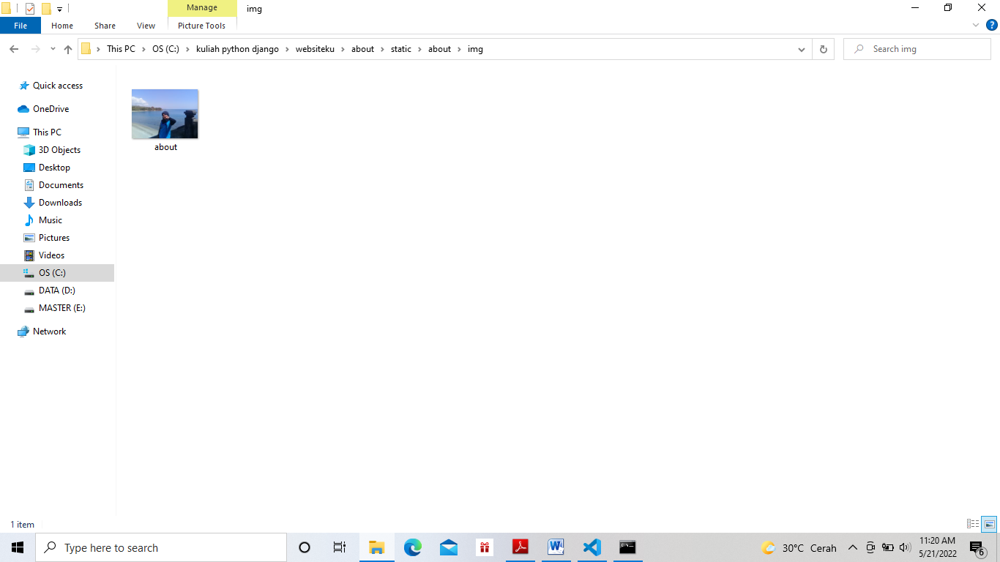 Manage
img
File
Home
Share
View
Picture Tools
This PC
OS (C:)
kuliah python django
websiteku
about
static
about
img
Search img
Quick access
OneDrive
This PC
3D Objects
Desktop
Documents
Downloads
Music
Pictures
Videos
OS (C:)
DATA (D:)
MASTER (E:)
Network
about
1 item
Type here to search
30°C Cerah
11:20 AM
5/21/2022
6